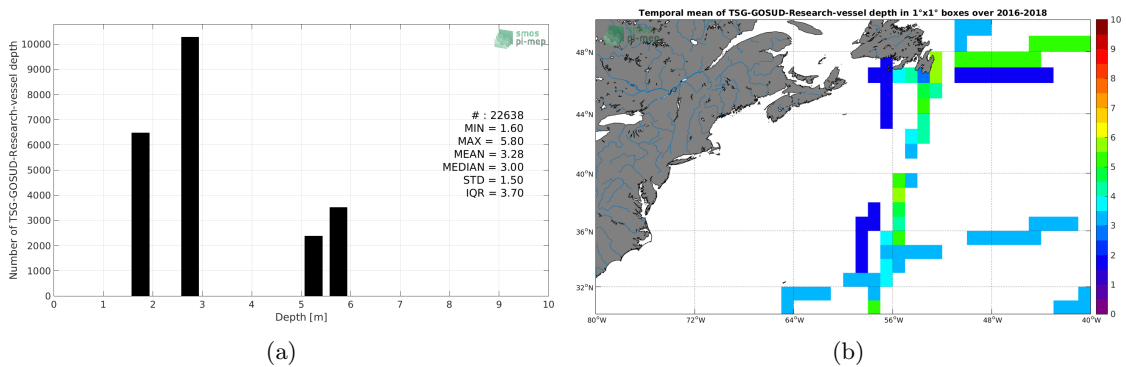 smos
pi-mep
Number of TSG-GOSUD-Research-vessel depth
10000
9000
8000
7000
6000
5000
4000
3000
2000
1000
0
# : 22638
MIN = 1.60
MAX = 5.80
MEAN = 3.28
MEDIAN = 3.00
STD = 1.50
IQR = 3.70
0 1 2 3 4 5 6 7 8 9 10
Depth [m]
(a)
Temporal mean of TSG-GOSUD-Research-vessel depth in 1°x1° boxes over 2016-2018
smos
pi-mep
48°N
44°N
40°N
36°N
32°N
80°W 72°W 64°W 56°W 48°W 40°W
10
9
8
7
6
5
4
3
2
1
0
(b)